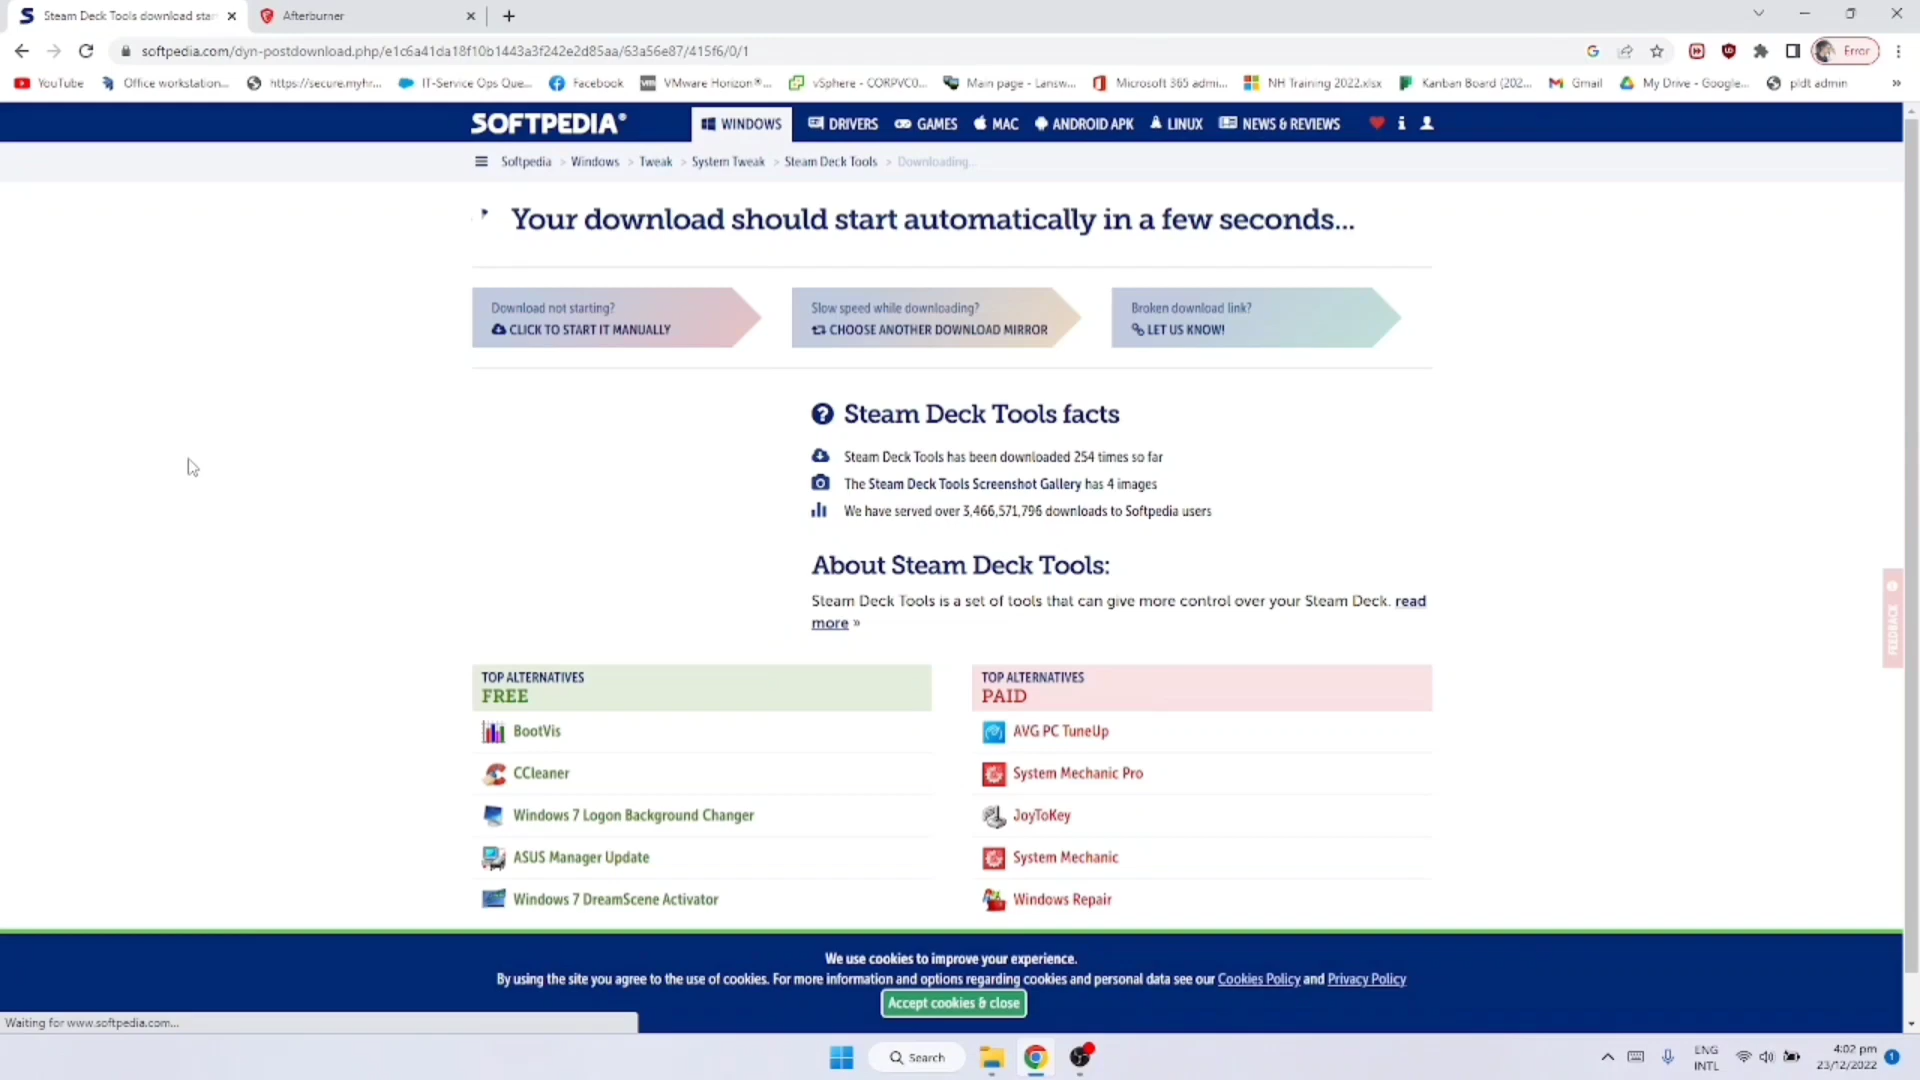 Steam Deck Tools download star
Afterburner
softpedia.com/dyn-postdownload.php/e1c6a41da18f10b1443a3f242e2d85aa/63a56e87/415f6/0/1
Error
YouTube
Office workstation...
https://secure.myhr...
IT-Service Ops Que...
Facebook
VMware Horizon®...
vSphere - CORPVC0...
Main page - Lansw...
Microsoft 365 admi...
NH Training 2022.xlsx
Kanban Board (202...
Gmail
My Drive - Google...
pldt admin
»
SOFTPEDIA®
WINDOWS
DRIVERS
GAMES
MAC
ANDROID APK
LINUX
NEWS & REVIEWS
Softpedia > Windows > Tweak > System Tweak > Steam Deck Tools > Downloading...
Your download should start automatically in a few seconds...
Download not starting?
CLICK TO START IT MANUALLY
Slow speed while downloading?
CHOOSE ANOTHER DOWNLOAD MIRROR
Broken download link?
LET US KNOW!
Steam Deck Tools facts
Steam Deck Tools has been downloaded 254 times so far
The Steam Deck Tools Screenshot Gallery has 4 images
We have served over 3,466,571,796 downloads to Softpedia users
About Steam Deck Tools:
Steam Deck Tools is a set of tools that can give more control over your Steam Deck. read
more »
FEEDBACK
TOP ALTERNATIVES
FREE
BootVis
CCleaner
Windows 7 Logon Background Changer
ASUS Manager Update
Windows 7 DreamScene Activator
TOP ALTERNATIVES
PAID
AVG PC TuneUp
System Mechanic Pro
JoyToKey
System Mechanic
Windows Repair
We use cookies to improve your experience.
By using the site you agree to the use of cookies. For more information and options regarding cookies and personal data see our Cookies Policy and Privacy Policy
Accept cookies & close
Waiting for www.softpedia.com...
Search
ENG
INTL
4:02 pm
23/12/2022
1